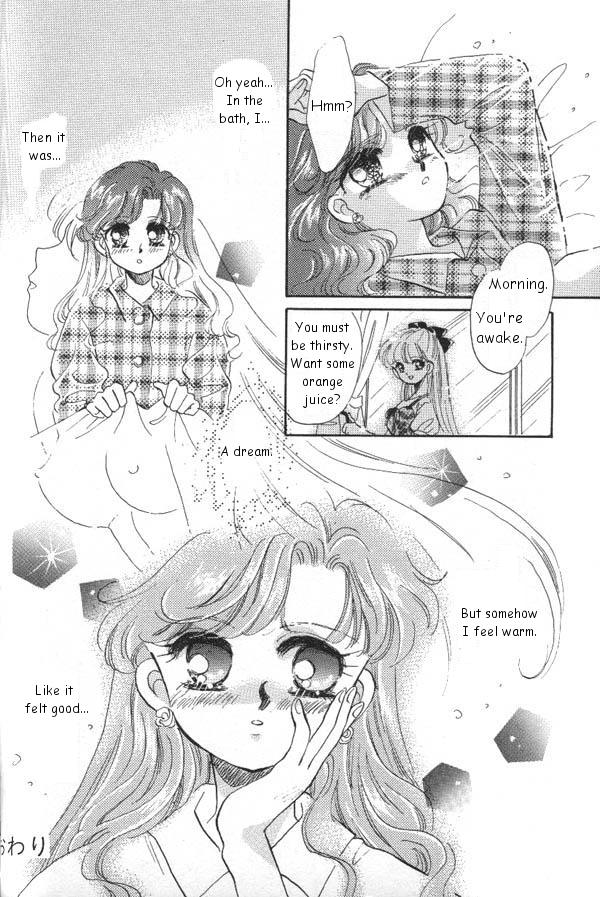 Hmm?
Morning.
You're
awake.
You must
be thirsty.
Want some
orange
juice?
Oh yeah...
In the
bath, I...
Then it
was...
A dream.
But somehow
I feel warm.
Like it
felt good...
おわり